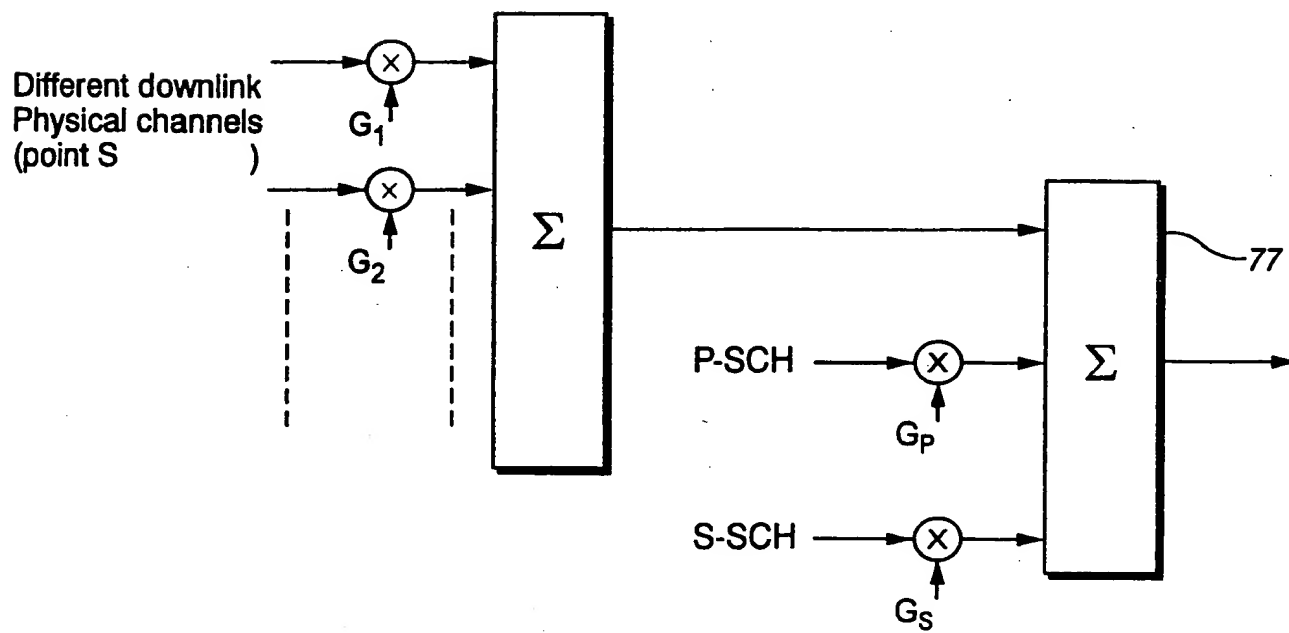 Different downlink
Physical channels
(point S )
×
G1
×
G2
Σ
77
P-SCH
×
GP
Σ
S-SCH
×
GS